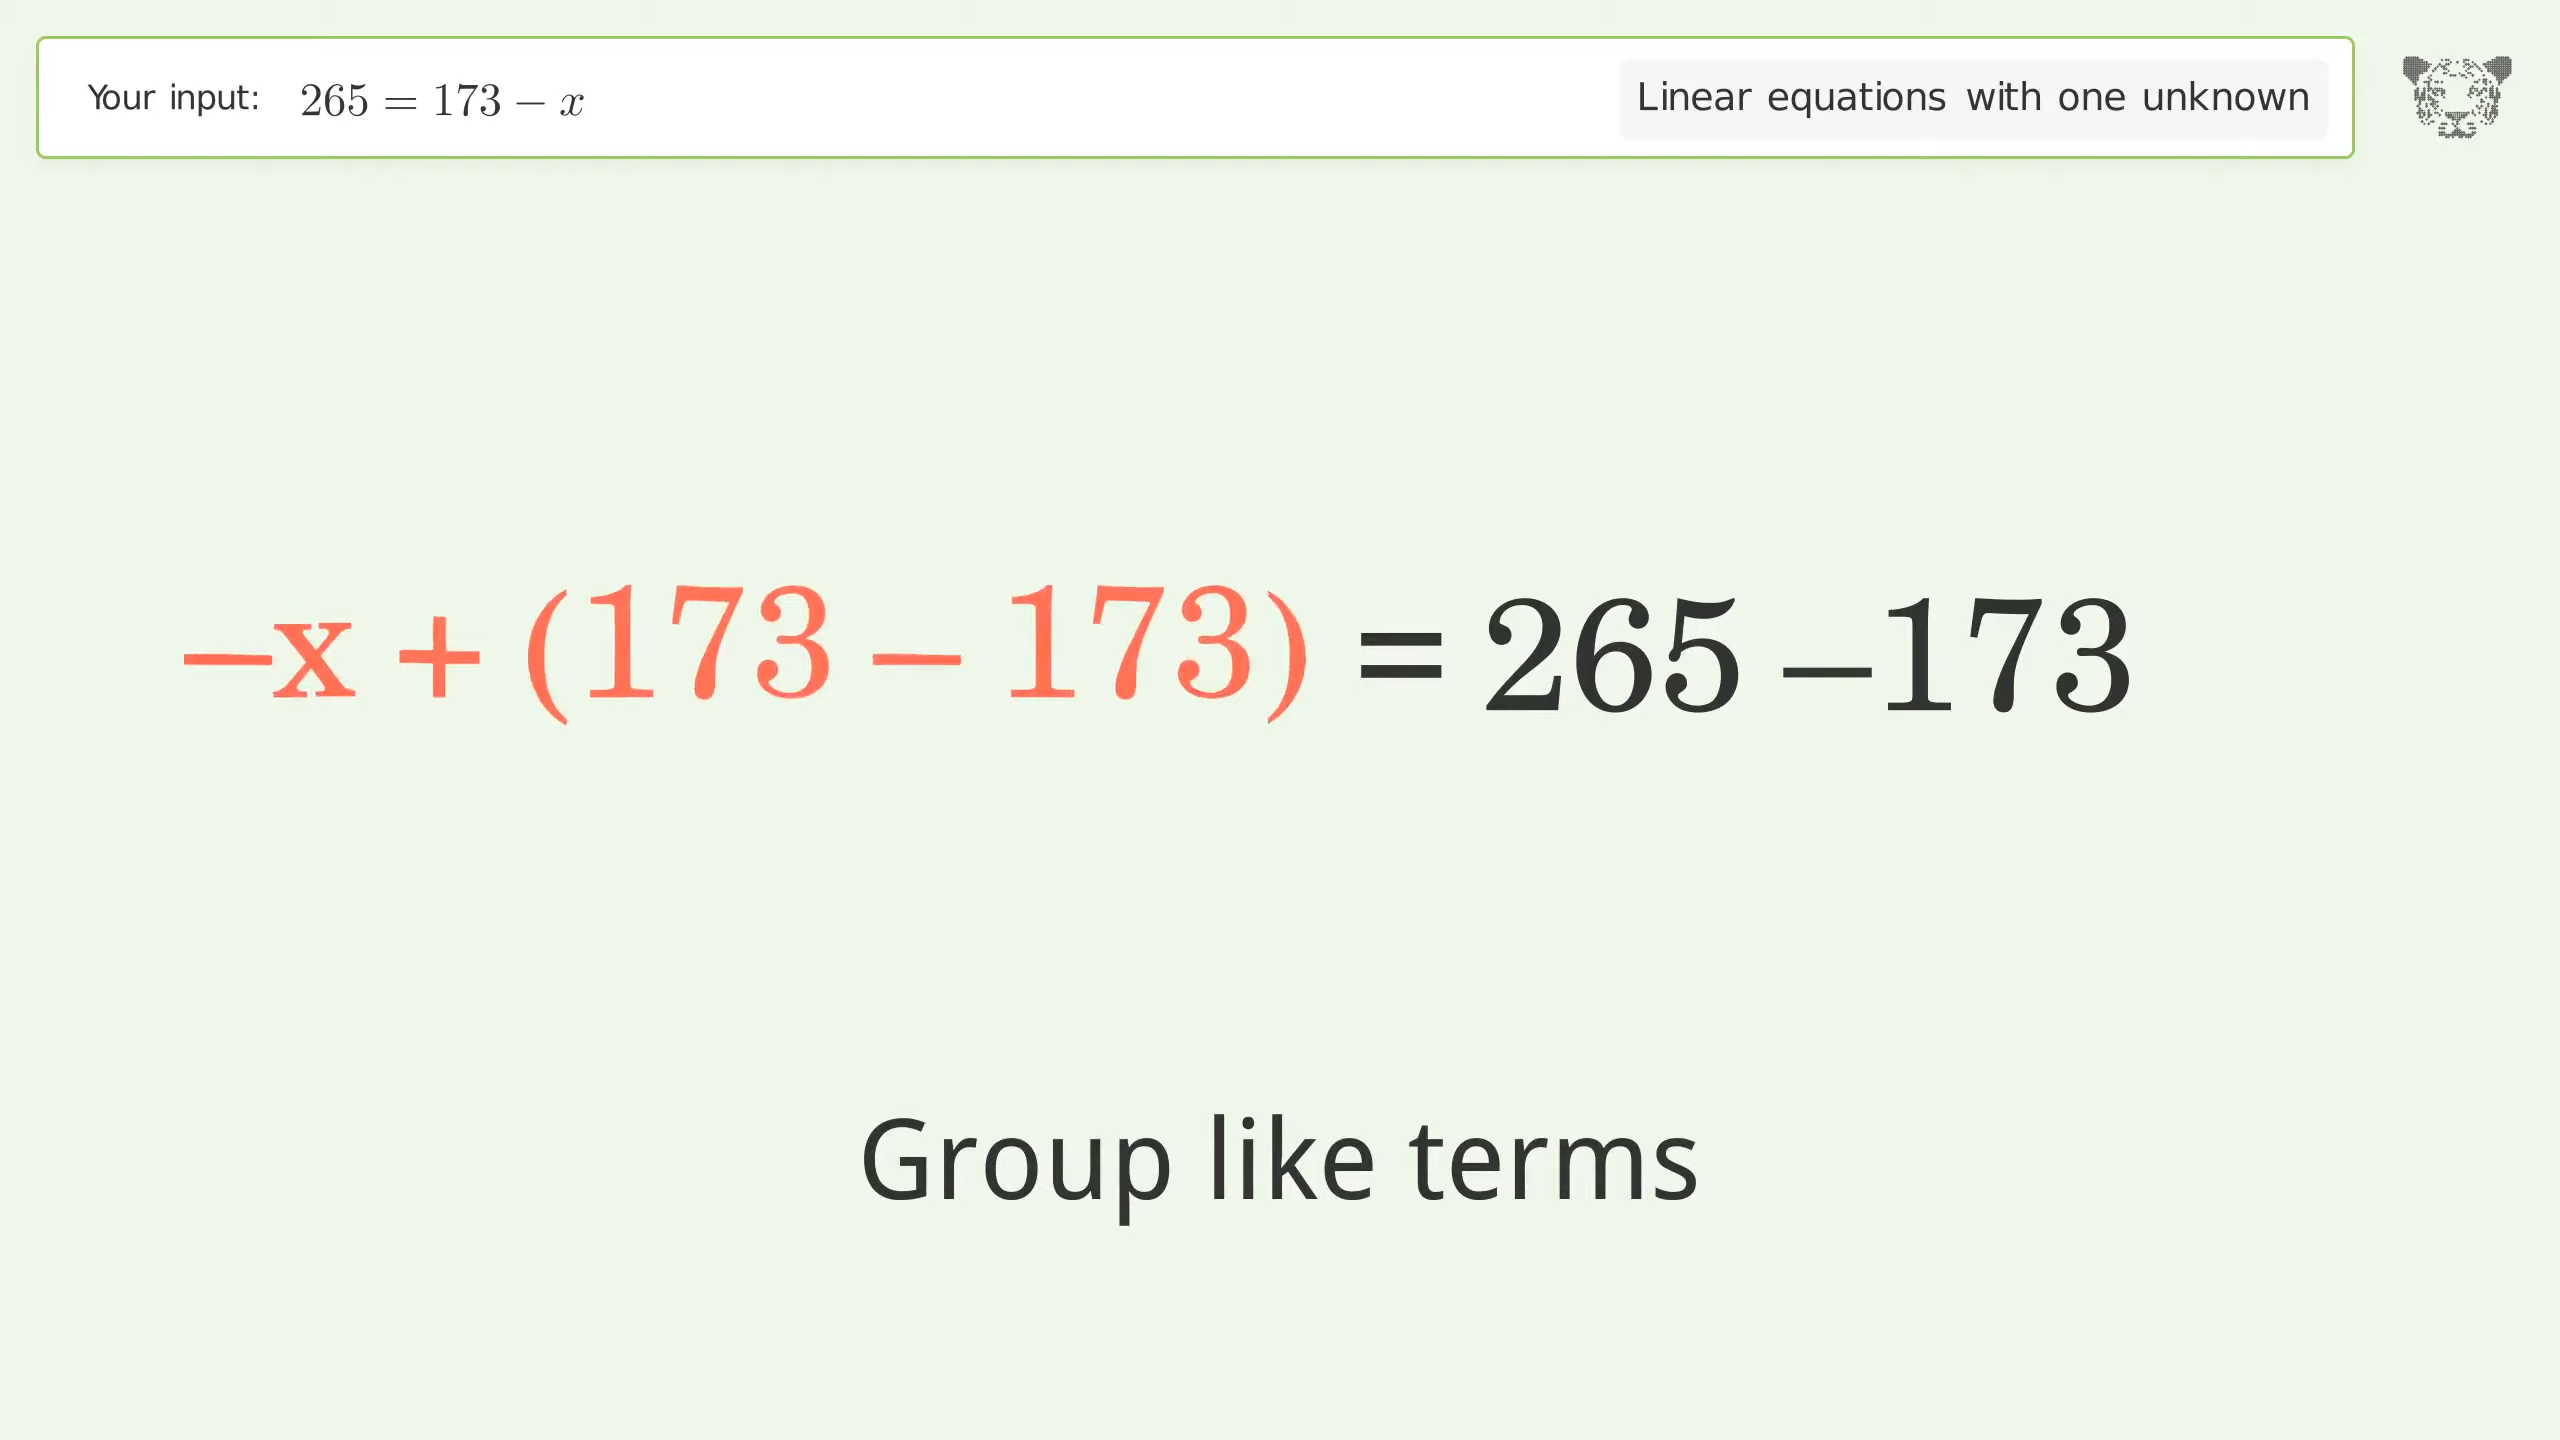 Your input: 265 = 173 − x
Linear equations with one unknown
−x + (173 − 173) = 265 −173
Group like terms